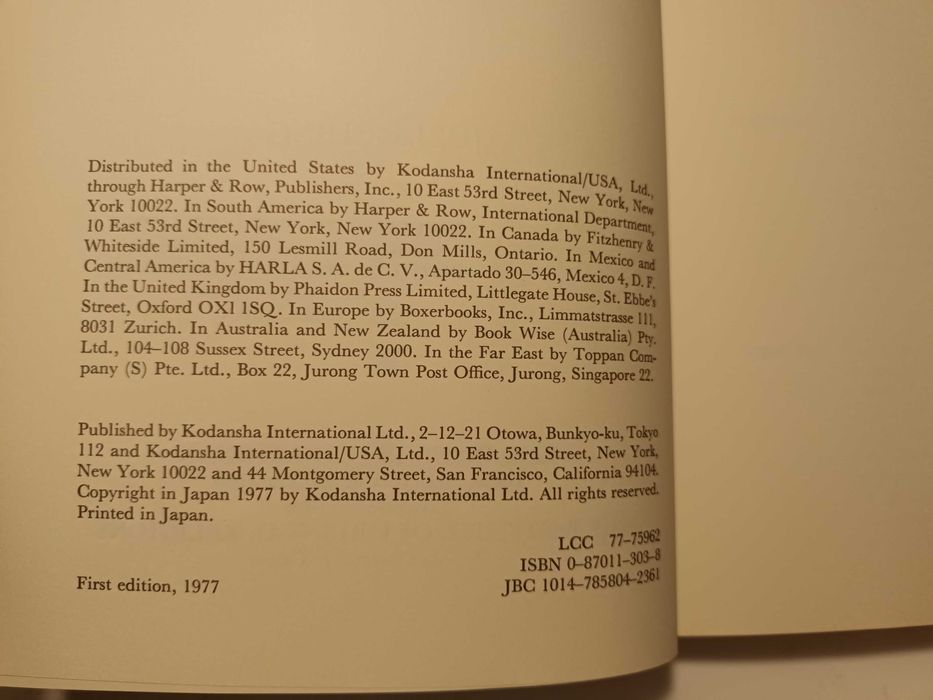 Distributed in the United States by Kodansha International/USA, Ltd.,
through Harper & Row, Publishers, Inc., 10 East 53rd Street, New York, New
York 10022. In South America by Harper & Row, International Department,
10 East 53rd Street, New York, New York 10022. In Canada by Fitzhenry &
Whiteside Limited, 150 Lesmill Road, Don Mills, Ontario. In Mexico and
Central America by HARLA S. A. de C. V., Apartado 30–546, Mexico 4, D. F.
In the United Kingdom by Phaidon Press Limited, Littlegate House, St. Ebbe's
Street, Oxford OX1 1SQ. In Europe by Boxerbooks, Inc., Limmatstrasse 111,
8031 Zurich. In Australia and New Zealand by Book Wise (Australia) Pty.
Ltd., 104–108 Sussex Street, Sydney 2000. In the Far East by Toppan Com-
pany (S) Pte. Ltd., Box 22, Jurong Town Post Office, Jurong, Singapore 22.
Published by Kodansha International Ltd., 2–12–21 Otowa, Bunkyo-ku, Tokyo
112 and Kodansha International/USA, Ltd., 10 East 53rd Street, New York,
New York 10022 and 44 Montgomery Street, San Francisco, California 94104.
Copyright in Japan 1977 by Kodansha International Ltd. All rights reserved.
Printed in Japan.
LCC 77–75962
ISBN 0–87011–303–8
JBC 1014–785804–2361
First edition, 1977